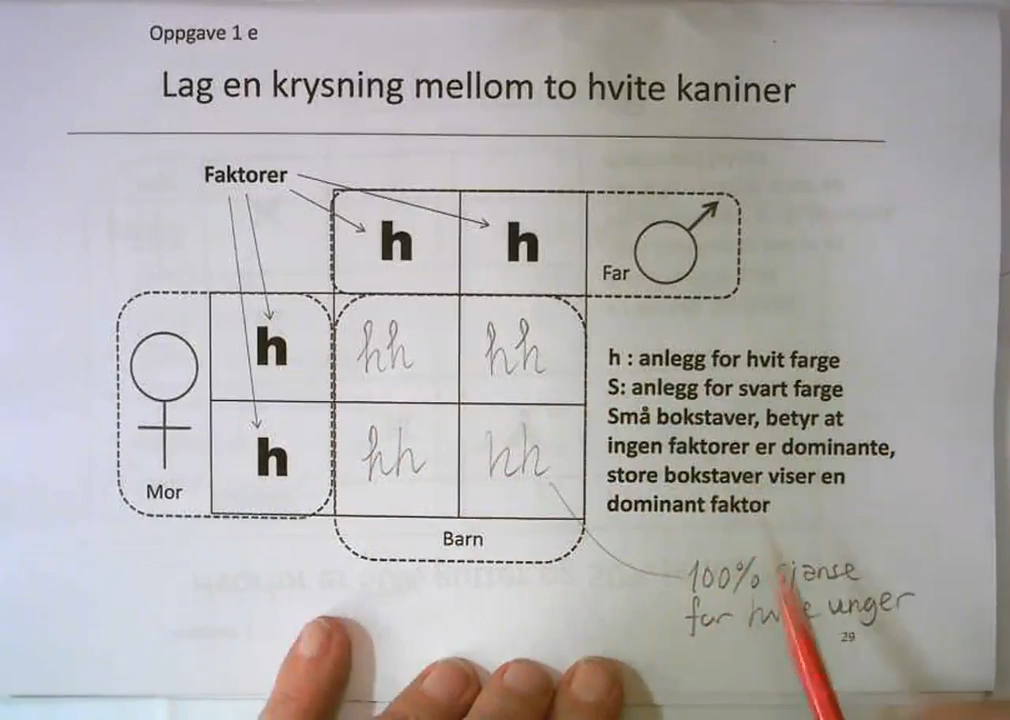 Oppgave 1 e
Lag en krysning mellom to hvite kaniner
Faktorer
h h
Far
h hh hh
h hh hh
Mor
Barn
h : anlegg for hvit farge
S: anlegg for svart farge
Små bokstaver, betyr at
ingen faktorer er dominante,
store bokstaver viser en
dominant faktor
100%
for unger
29